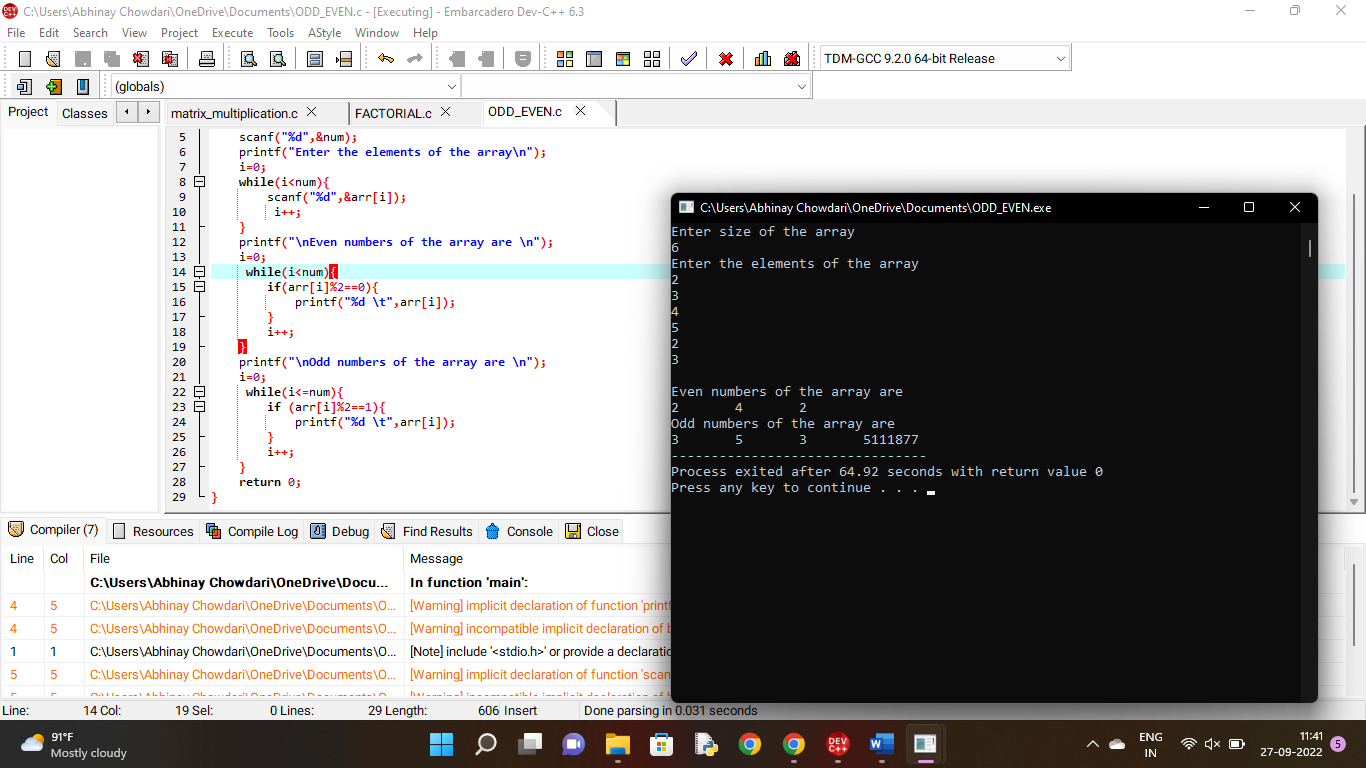 C:\Users\Abhinay Chowdari\OneDrive\Documents\ODD_EVEN.c - [Executing] - Embarcadero Dev-C++ 6.3
File Edit Search View Project Execute Tools AStyle Window Help
TDM-GCC 9.2.0 64-bit Release
(globals)
Project Classes matrix_multiplication.c FACTORIAL.c ODD_EVEN.c
5 scanf("%d",&num);
6 printf("Enter the elements of the array\n");
7 i=0;
8 while(i<num){
9 scanf("%d",&arr[i]);
10 i++;
11 }
12 printf("\nEven numbers of the array are \n");
13 i=0;
14 while(i<num){
15 if(arr[i]%2==0){
16 printf("%d \t",arr[i]);
17 }
18 i++;
19 }
20 printf("\nOdd numbers of the array are \n");
21 i=0;
22 while(i<=num){
23 if (arr[i]%2==1){
24 printf("%d \t",arr[i]);
25 }
26 i++;
27 }
28 return 0;
29 }
C:\Users\Abhinay Chowdari\OneDrive\Documents\ODD_EVEN.exe
Enter size of the array
6
Enter the elements of the array
2
3
4
5
2
3
Even numbers of the array are
2 4 2
Odd numbers of the array are
3 5 3 5111877
--------------------------------
Process exited after 64.92 seconds with return value 0
Press any key to continue . . .
Compiler (7) Resources Compile Log Debug Find Results Console Close
Line Col File Message
C:\Users\Abhinay Chowdari\OneDrive\Docu... In function 'main':
4 5 C:\Users\Abhinay Chowdari\OneDrive\Documents\O... [Warning] implicit declaration of function 'print
4 5 C:\Users\Abhinay Chowdari\OneDrive\Documents\O... [Warning] incompatible implicit declaration of b
1 1 C:\Users\Abhinay Chowdari\OneDrive\Documents\O... [Note] include '<stdio.h>' or provide a declaratio
5 5 C:\Users\Abhinay Chowdari\OneDrive\Documents\O... [Warning] implicit declaration of function 'scan
Line: 14 Col: 19 Sel: 0 Lines: 29 Length: 606 Insert Done parsing in 0.031 seconds
91°F
Mostly cloudy
DEV C++
ENG
IN
11:41
27-09-2022
5